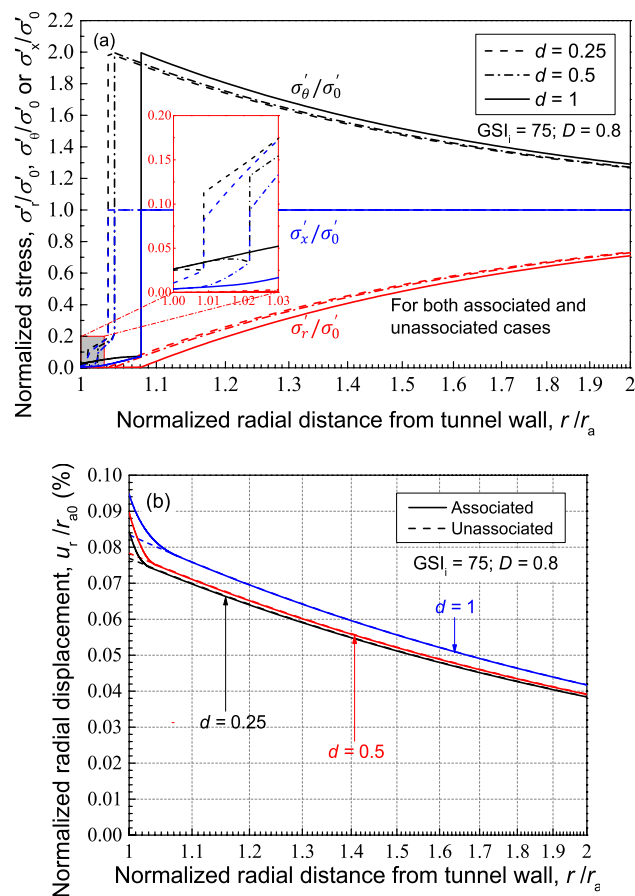 (a)
d = 0.25
d = 0.5
d = 1
GSIi = 75; D = 0.8
σ′θ/σ′0
σ′x/σ′0
σ′r/σ′0
For both associated and
unassociated cases
0.20
0.15
0.10
0.05
0.00
1.00 1.01 1.02 1.03
2.2
2.0
1.8
1.6
1.4
1.2
1.0
0.8
0.6
0.4
0.2
0.0
Normalized stress, σ′r/σ′0, σ′θ/σ′0 or σ′x/σ′0
1 1.1 1.2 1.3 1.4 1.5 1.6 1.7 1.8 1.9 2
Normalized radial distance from tunnel wall, r/ra
(b)
Associated
Unassociated
GSIi = 75; D = 0.8
d = 1
d = 0.25
d = 0.5
0.10
0.09
0.08
0.07
0.06
0.05
0.04
0.03
0.02
0.01
0.00
Normalized radial displacement, ur/ra0 (%)
1 1.1 1.2 1.3 1.4 1.5 1.6 1.7 1.8 1.9 2
Normalized radial distance from tunnel wall, r/ra